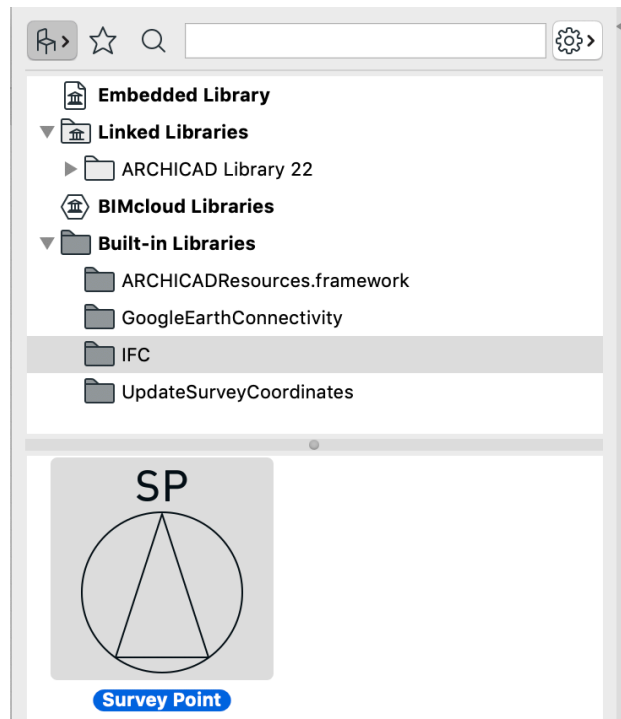 Embedded Library
Linked Libraries
ARCHICAD Library 22
BIMcloud Libraries
Built-in Libraries
ARCHICADResources.framework
GoogleEarthConnectivity
IFC
UpdateSurveyCoordinates
SP
Survey Point